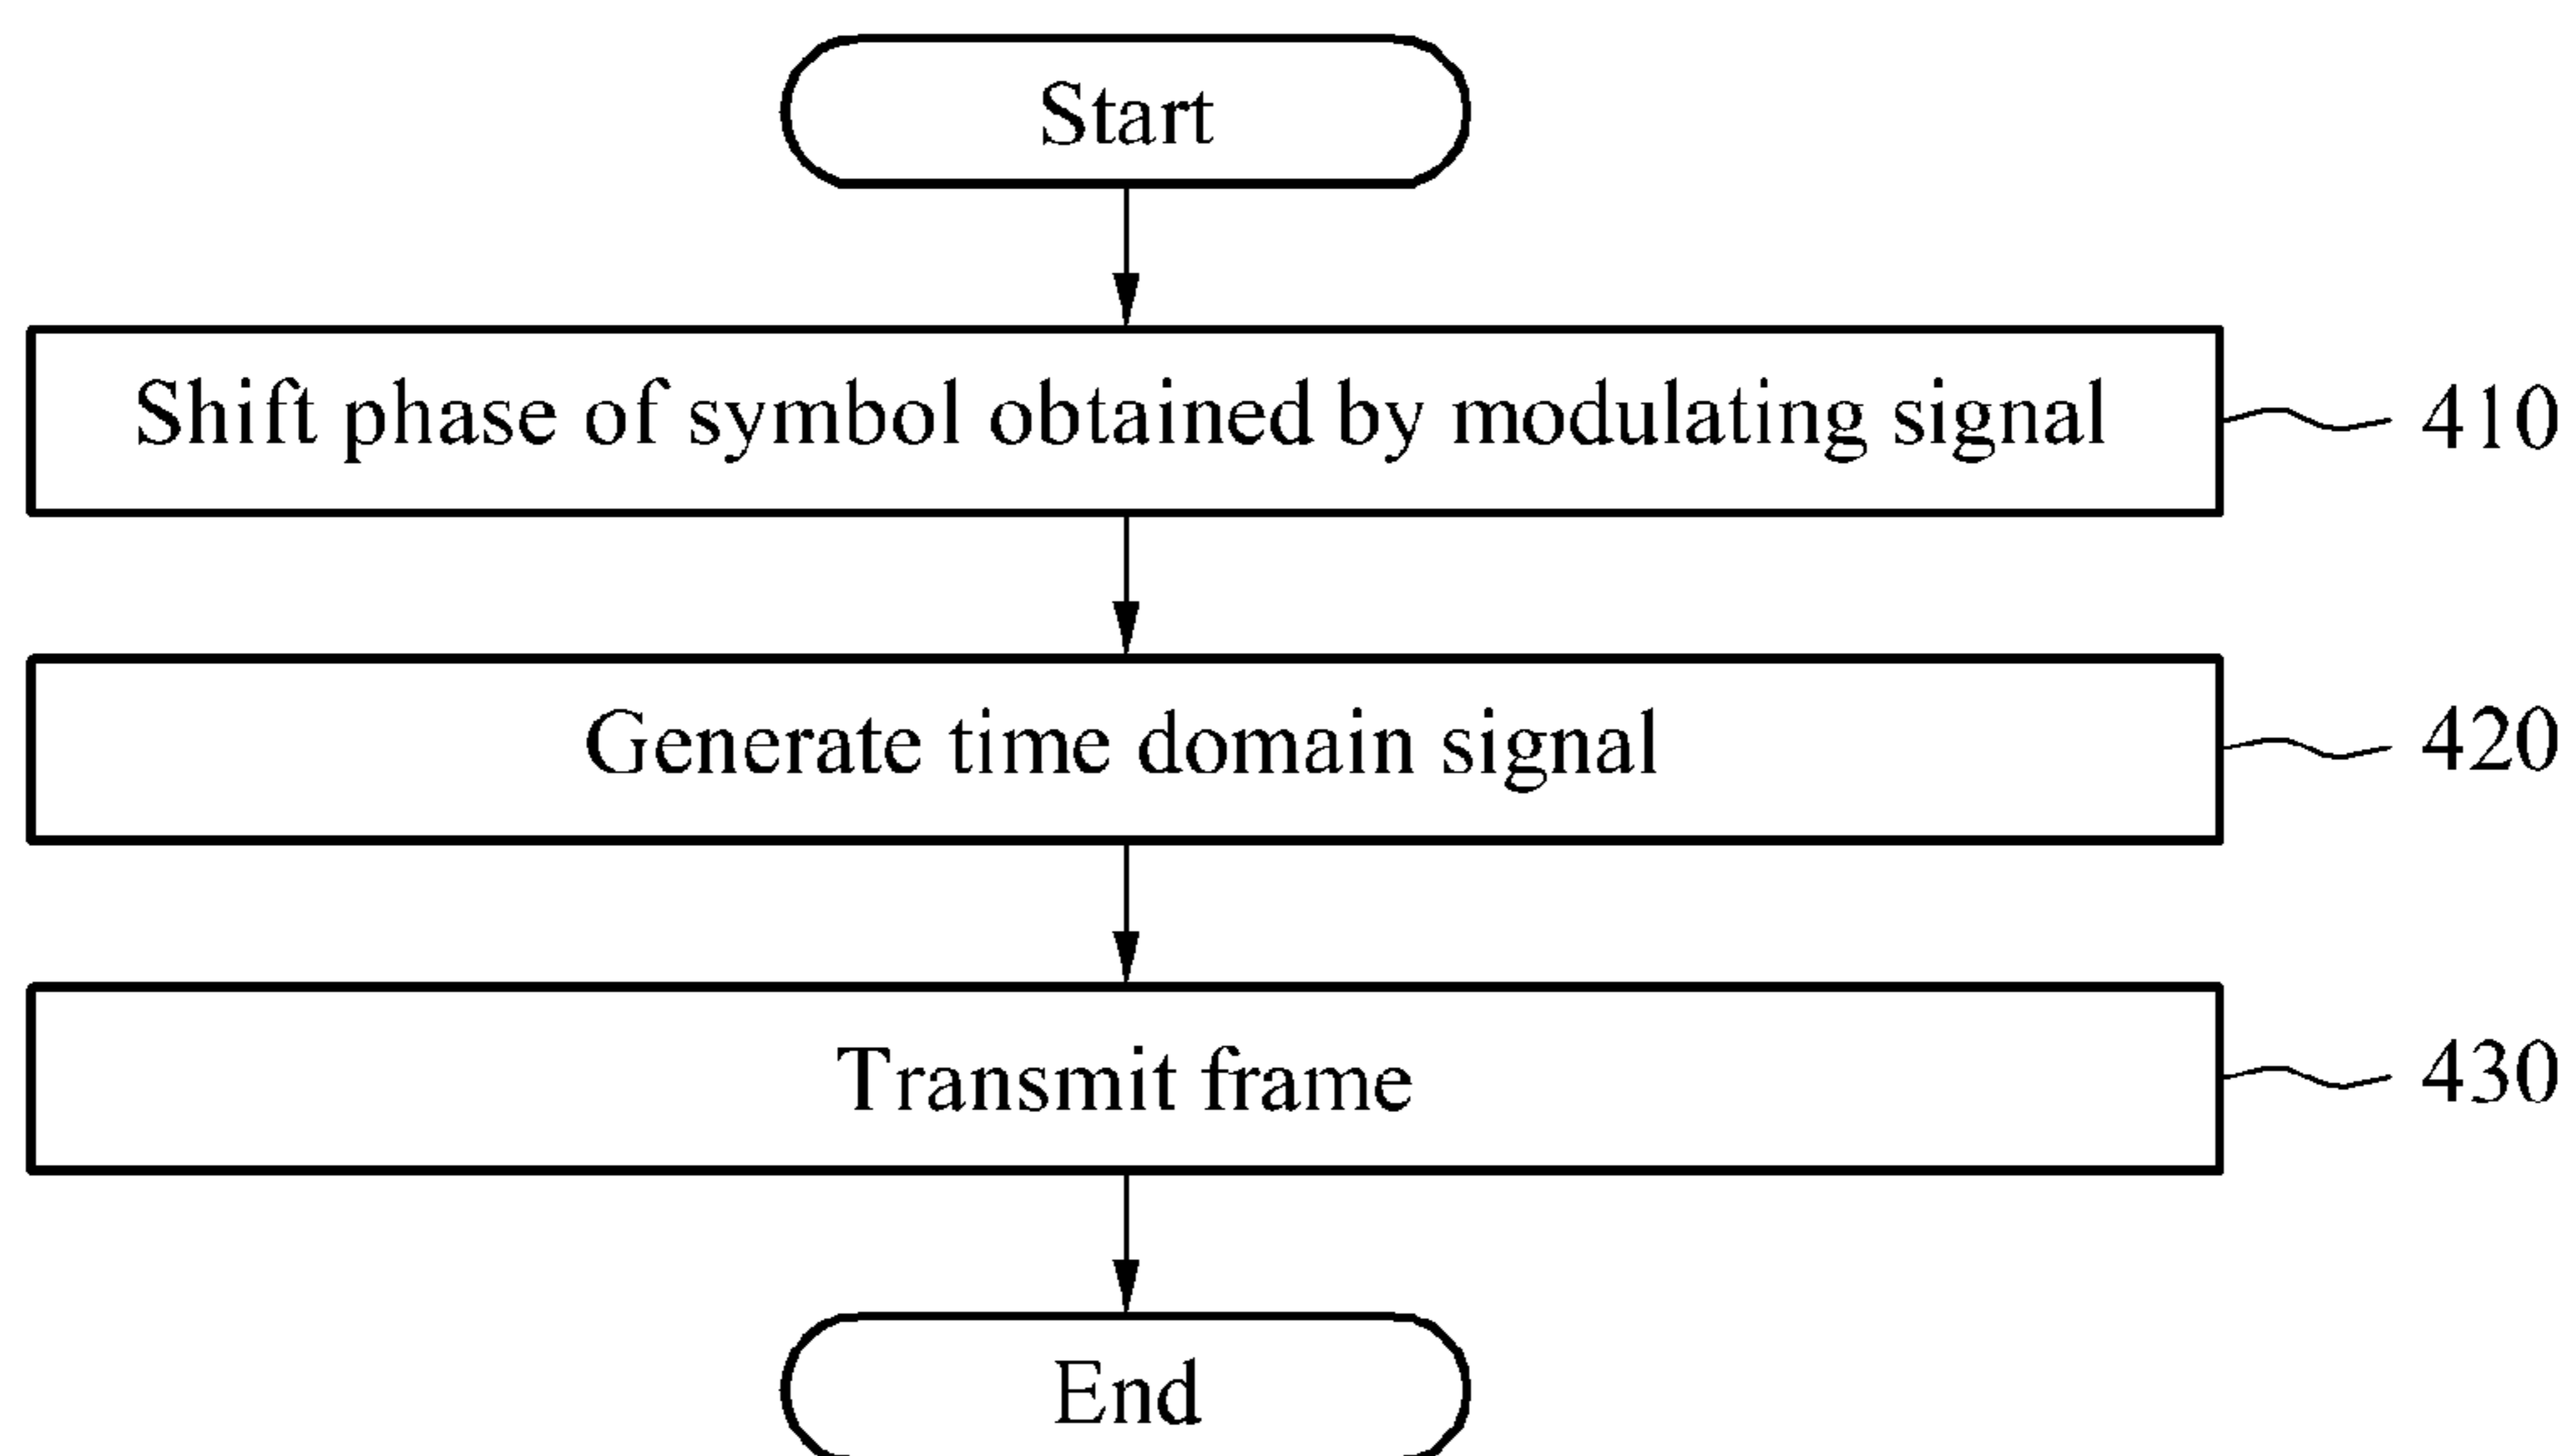 Start
Shift phase of symbol obtained by modulating signal
410
Generate time domain signal
420
Transmit frame
430
End